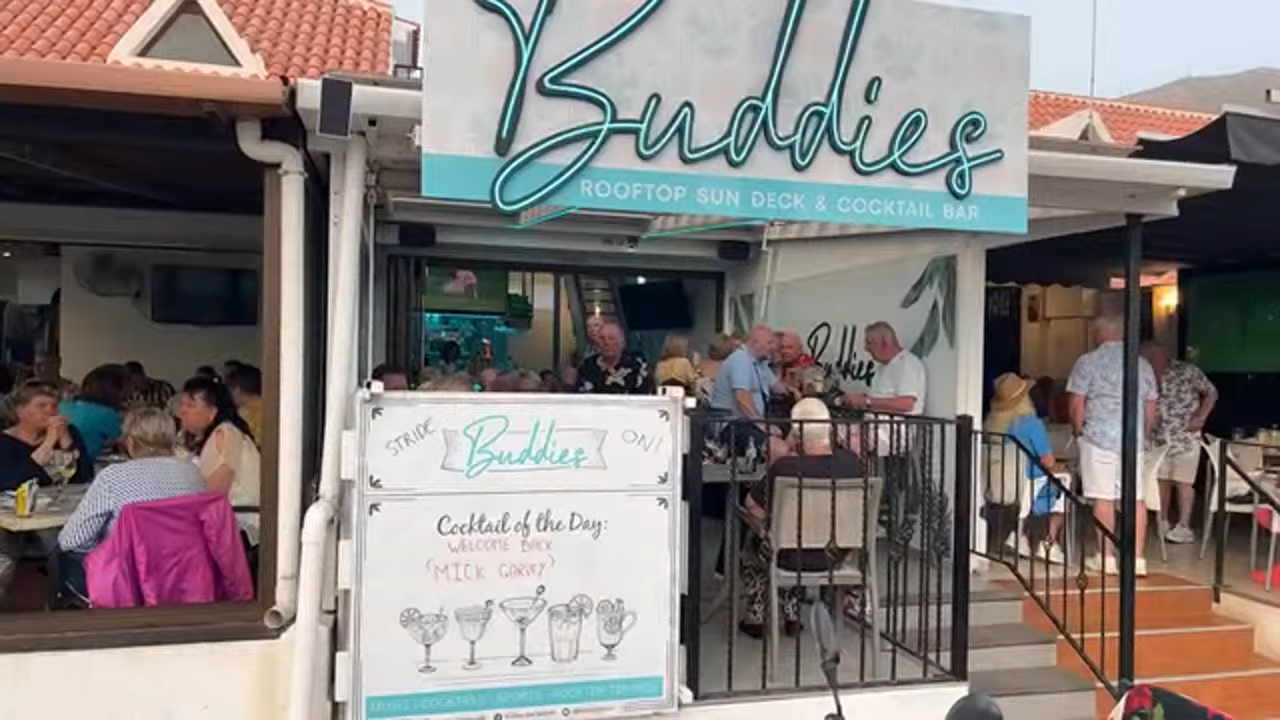 Buddies
ROOFTOP SUN DECK & COCKTAIL BAR
Buddies
STRIDE Buddies ON!
Cocktail of the Day:
WELCOME BACK
(MICK GARVEY)